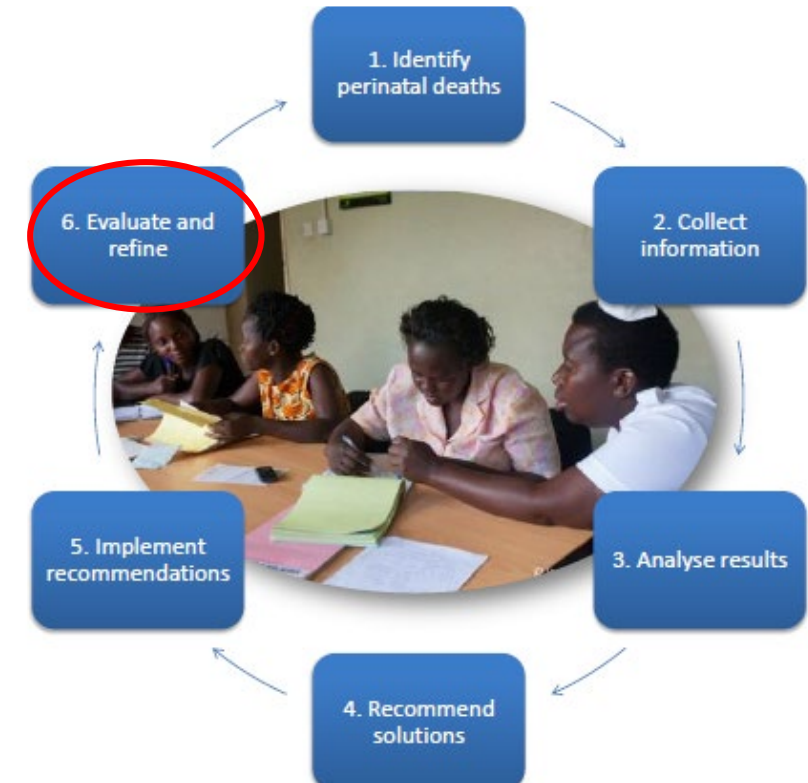 1. Identify
perinatal deaths
2. Collect
information
3. Analyse results
4. Recommend
solutions
5. Implement
recommendations
6. Evaluate and
refine